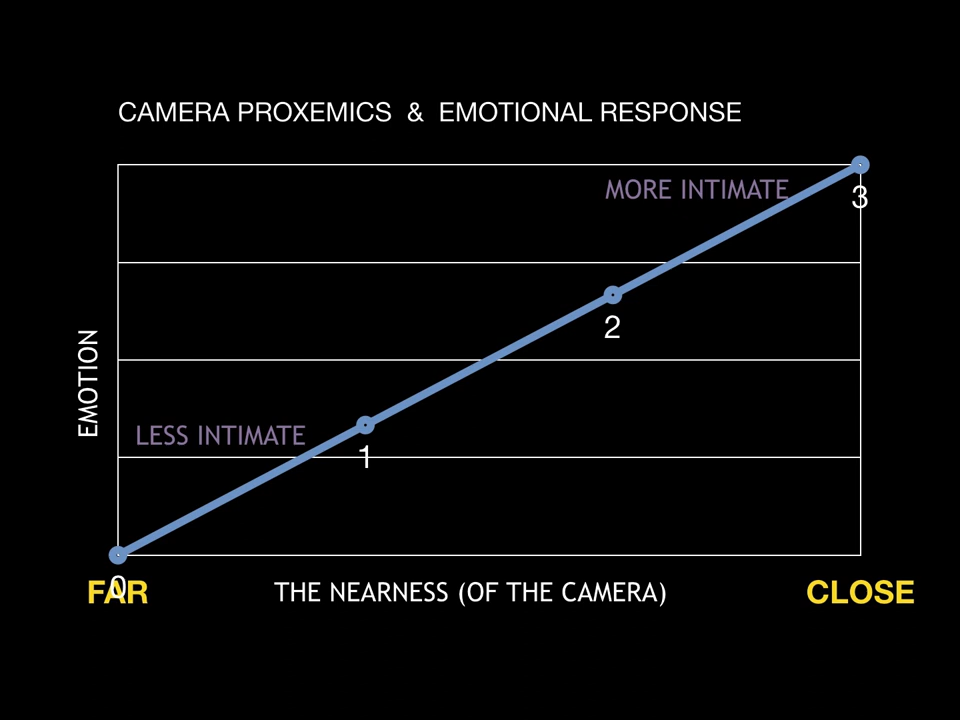 CAMERA PROXEMICS & EMOTIONAL RESPONSE
MORE INTIMATE
3
2
EMOTION
LESS INTIMATE
1
0
FAR
THE NEARNESS (OF THE CAMERA)
CLOSE